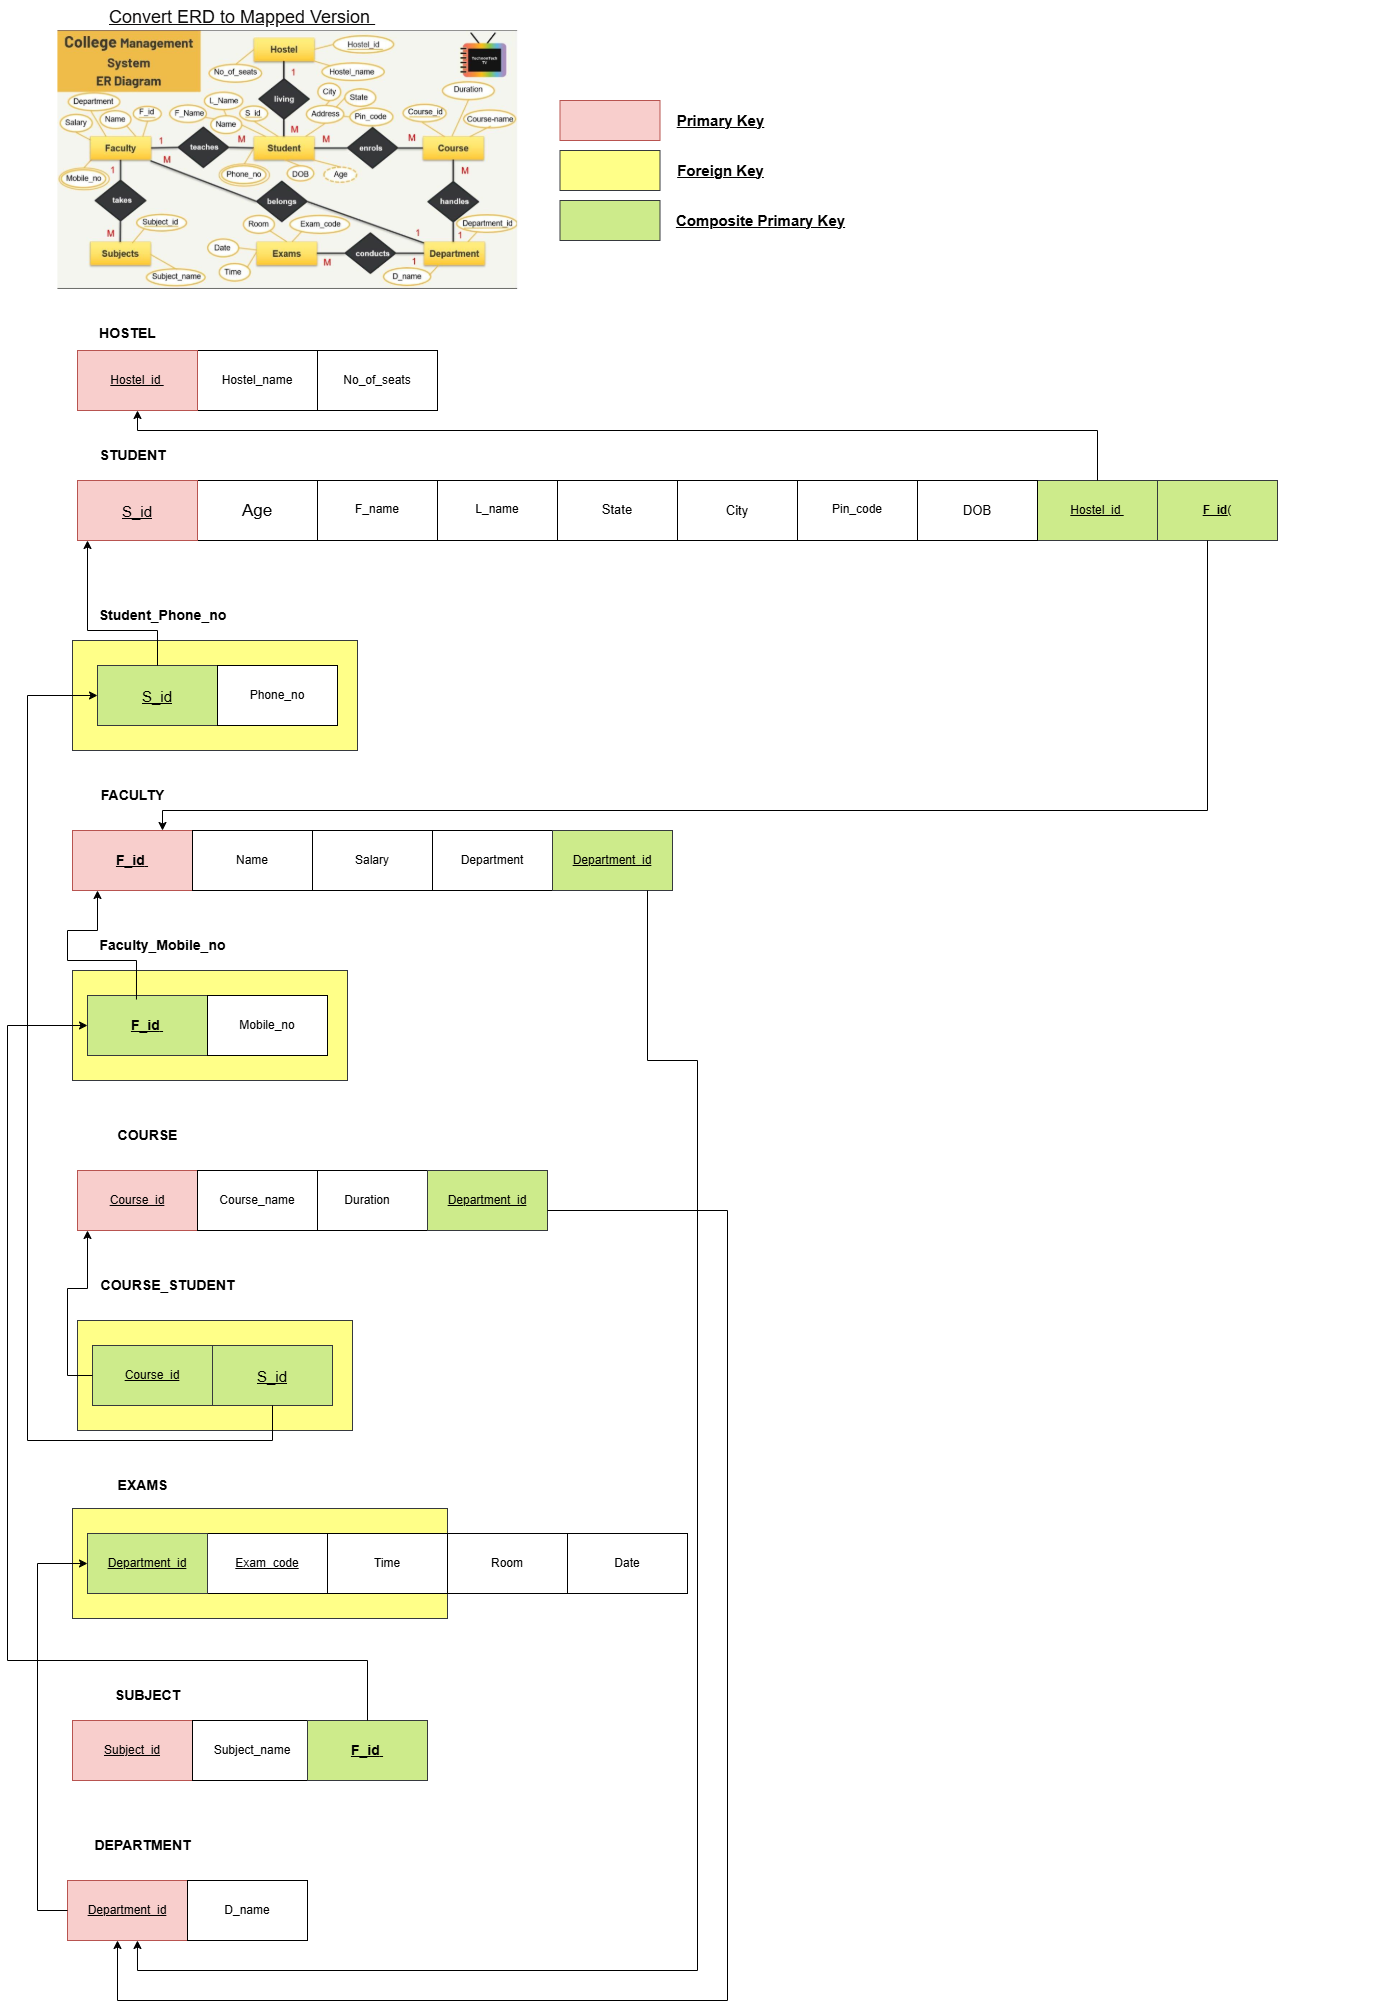 Convert ERD to Mapped Version
College Management
System
ER Diagram
Hostel
Hostel_id
No_of_seats
1
Hostel_name
living
M
City
State
Address
Pin_code
Duration
Course_id
Course-name
Department
F_id
Name
Salary
L_Name
F_Name
S_id
Name
Faculty
1
teaches
M
Student
M
enrols
M
Course
M
Mobile_no
1
Phone_no
DOB
Age
M
takes
belongs
handles
Subject_id
Room
Exam_code
Department_id
M
1
1
Date
Subjects
Exams
M
conducts
1
Department
Time
Subject_name
D_name
Primary Key
Foreign Key
Composite Primary Key
HOSTEL
Hostel_id Hostel_name No_of_seats
STUDENT
S_id Age F_name L_name State City Pin_code DOB Hostel_id F_id(
Student_Phone_no
S_id Phone_no
FACULTY
F_id Name Salary Department Department_id
Faculty_Mobile_no
F_id Mobile_no
COURSE
Course_id Course_name Duration Department_id
COURSE_STUDENT
Course_id S_id
EXAMS
Department_id Exam_code Time Room Date
SUBJECT
Subject_id Subject_name F_id
DEPARTMENT
Department_id D_name